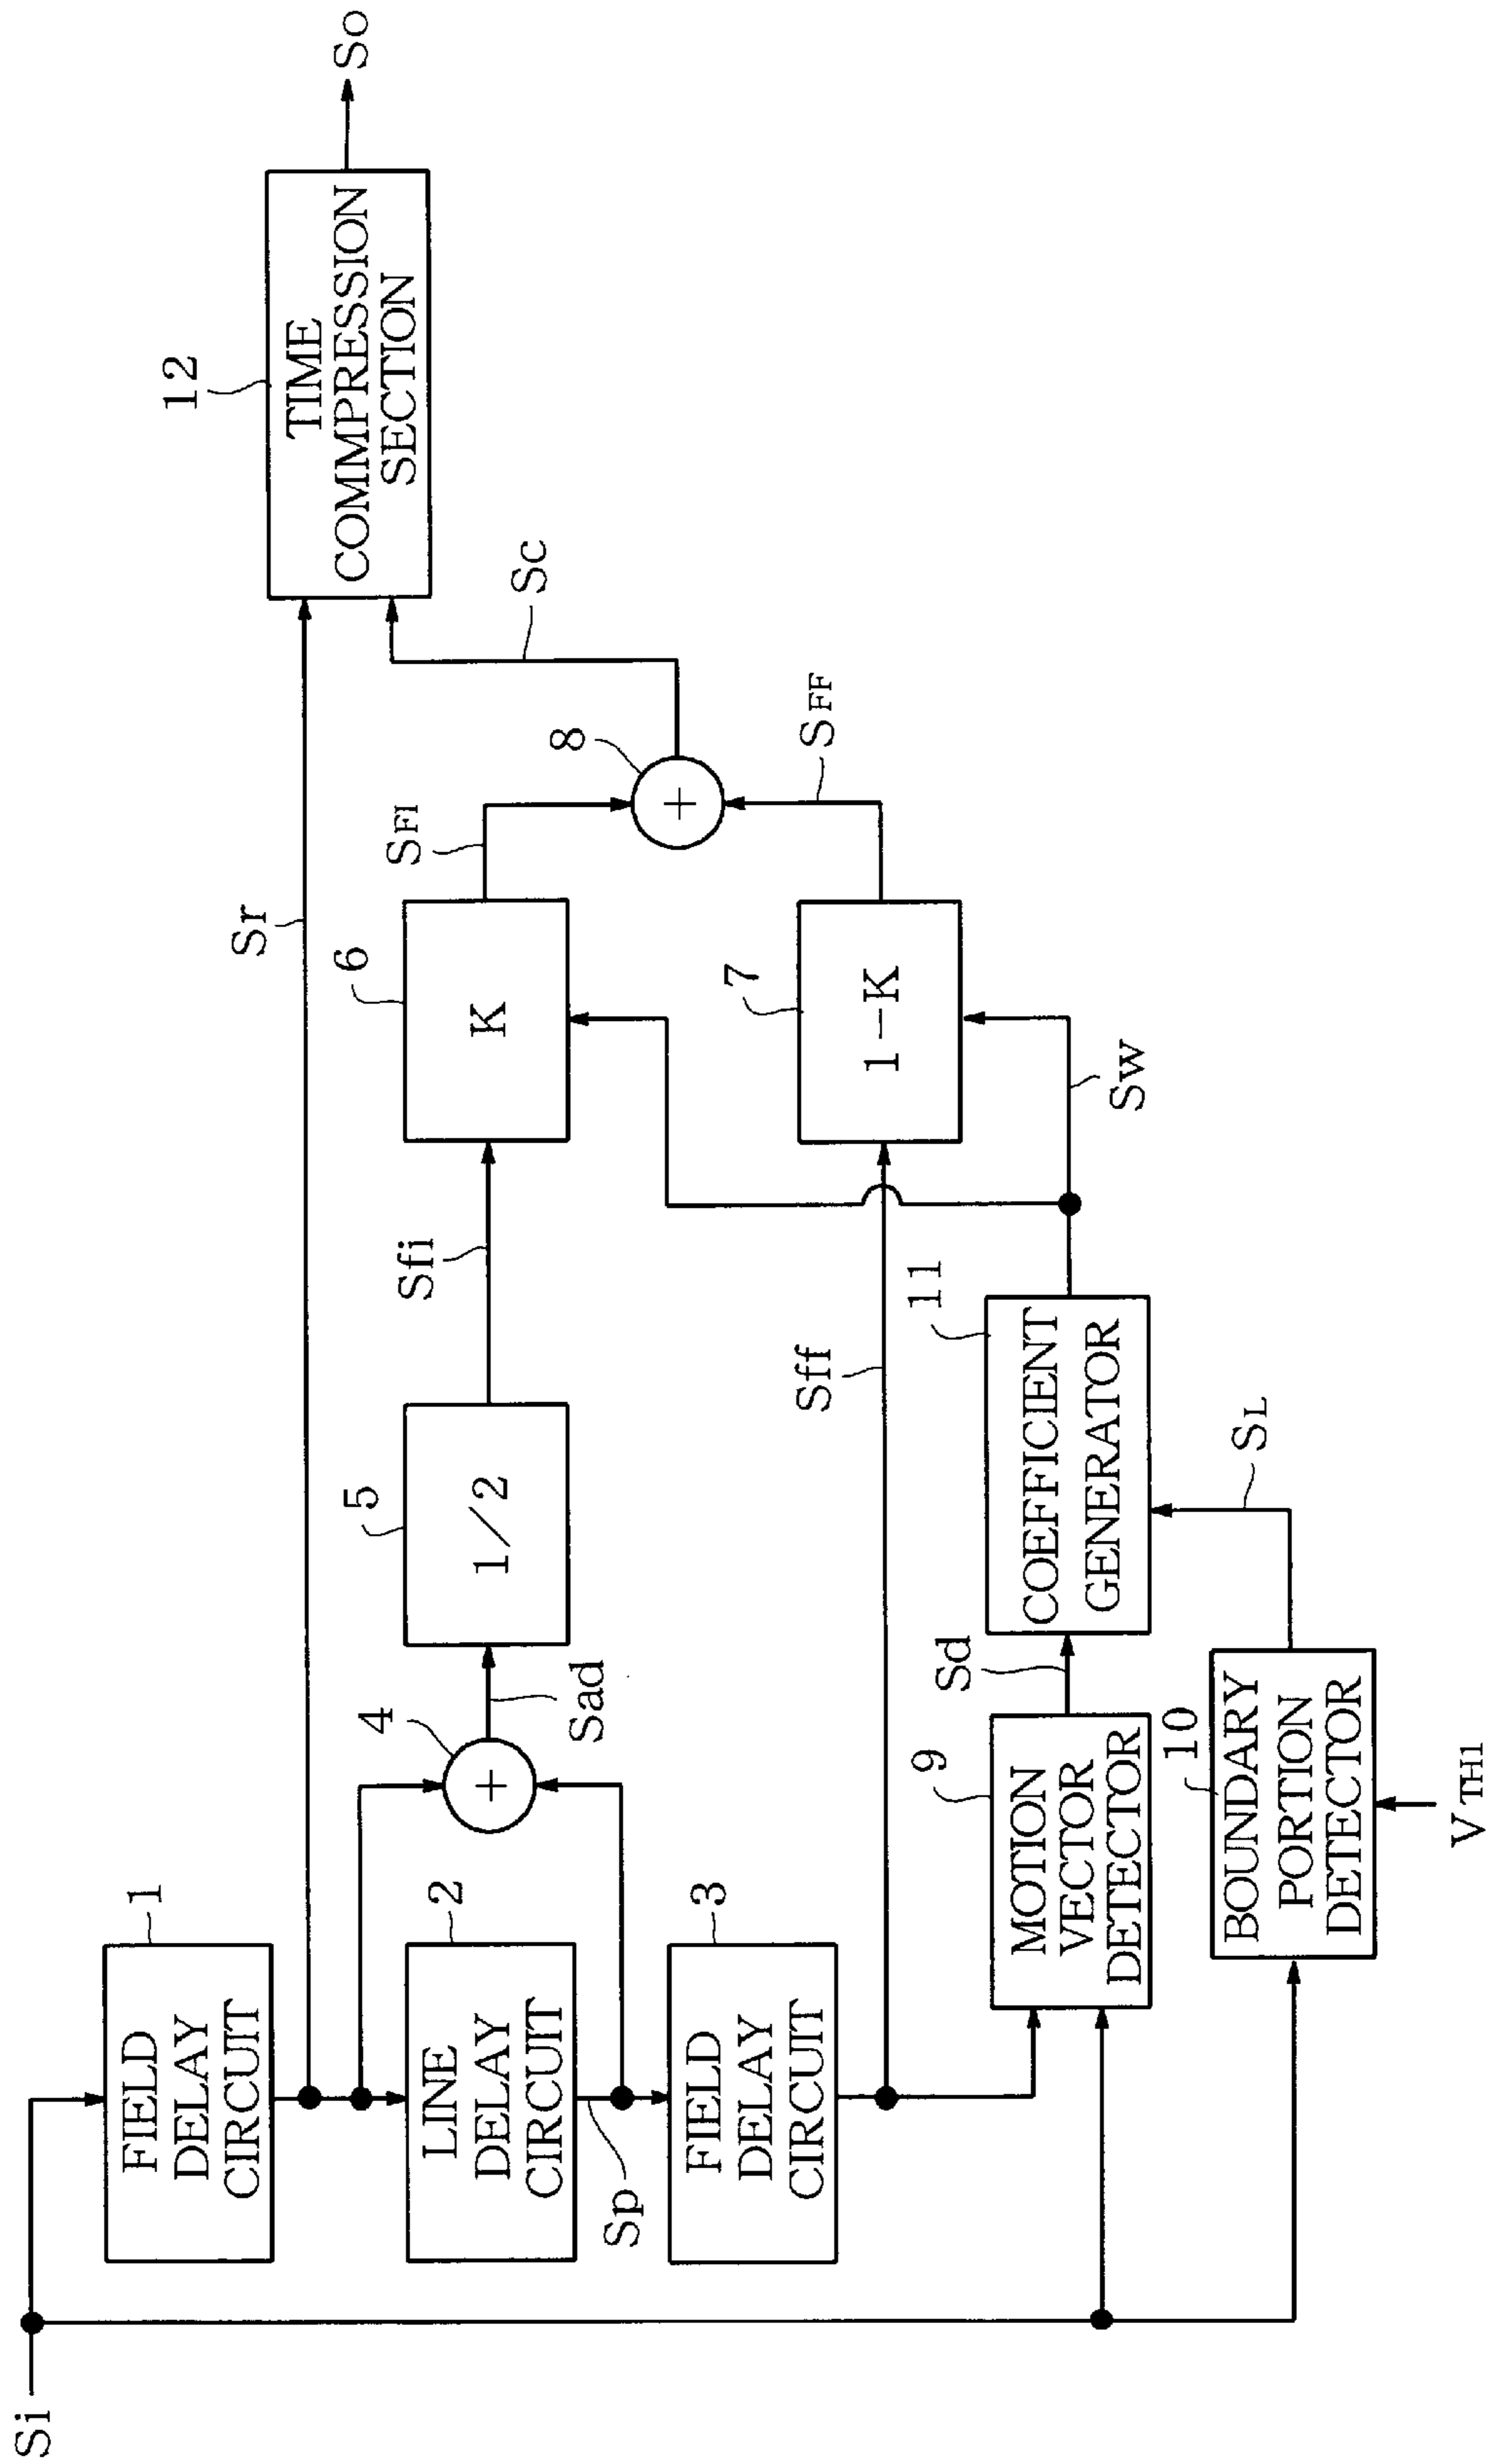 Si
1
FIELD
DELAY
CIRCUIT
2
LINE
DELAY
CIRCUIT
Sp
3
FIELD
DELAY
CIRCUIT
4
+
Sad
5
1/2
Sfi
Sr
6
K
SFI
7
1-K
SFF
8
+
Sc
12
TIME
COMMPRESSION
SECTION
So
Sff
9
MOTION
VECTOR
DETECTOR
Sd
10
BOUNDARY
PORTION
DETECTOR
VTH1
SL
11
COEFFICIENT
GENERATOR
Sw